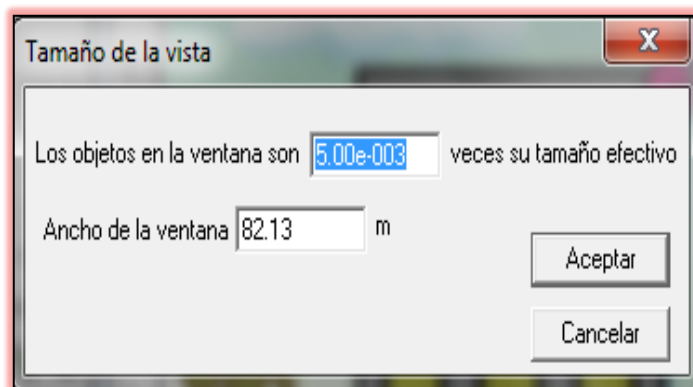 Tamaño de la vista
X
Los objetos en la ventana son 5.00e-003 veces su tamaño efectivo
Ancho de la ventana 82.13 m
Aceptar
Cancelar